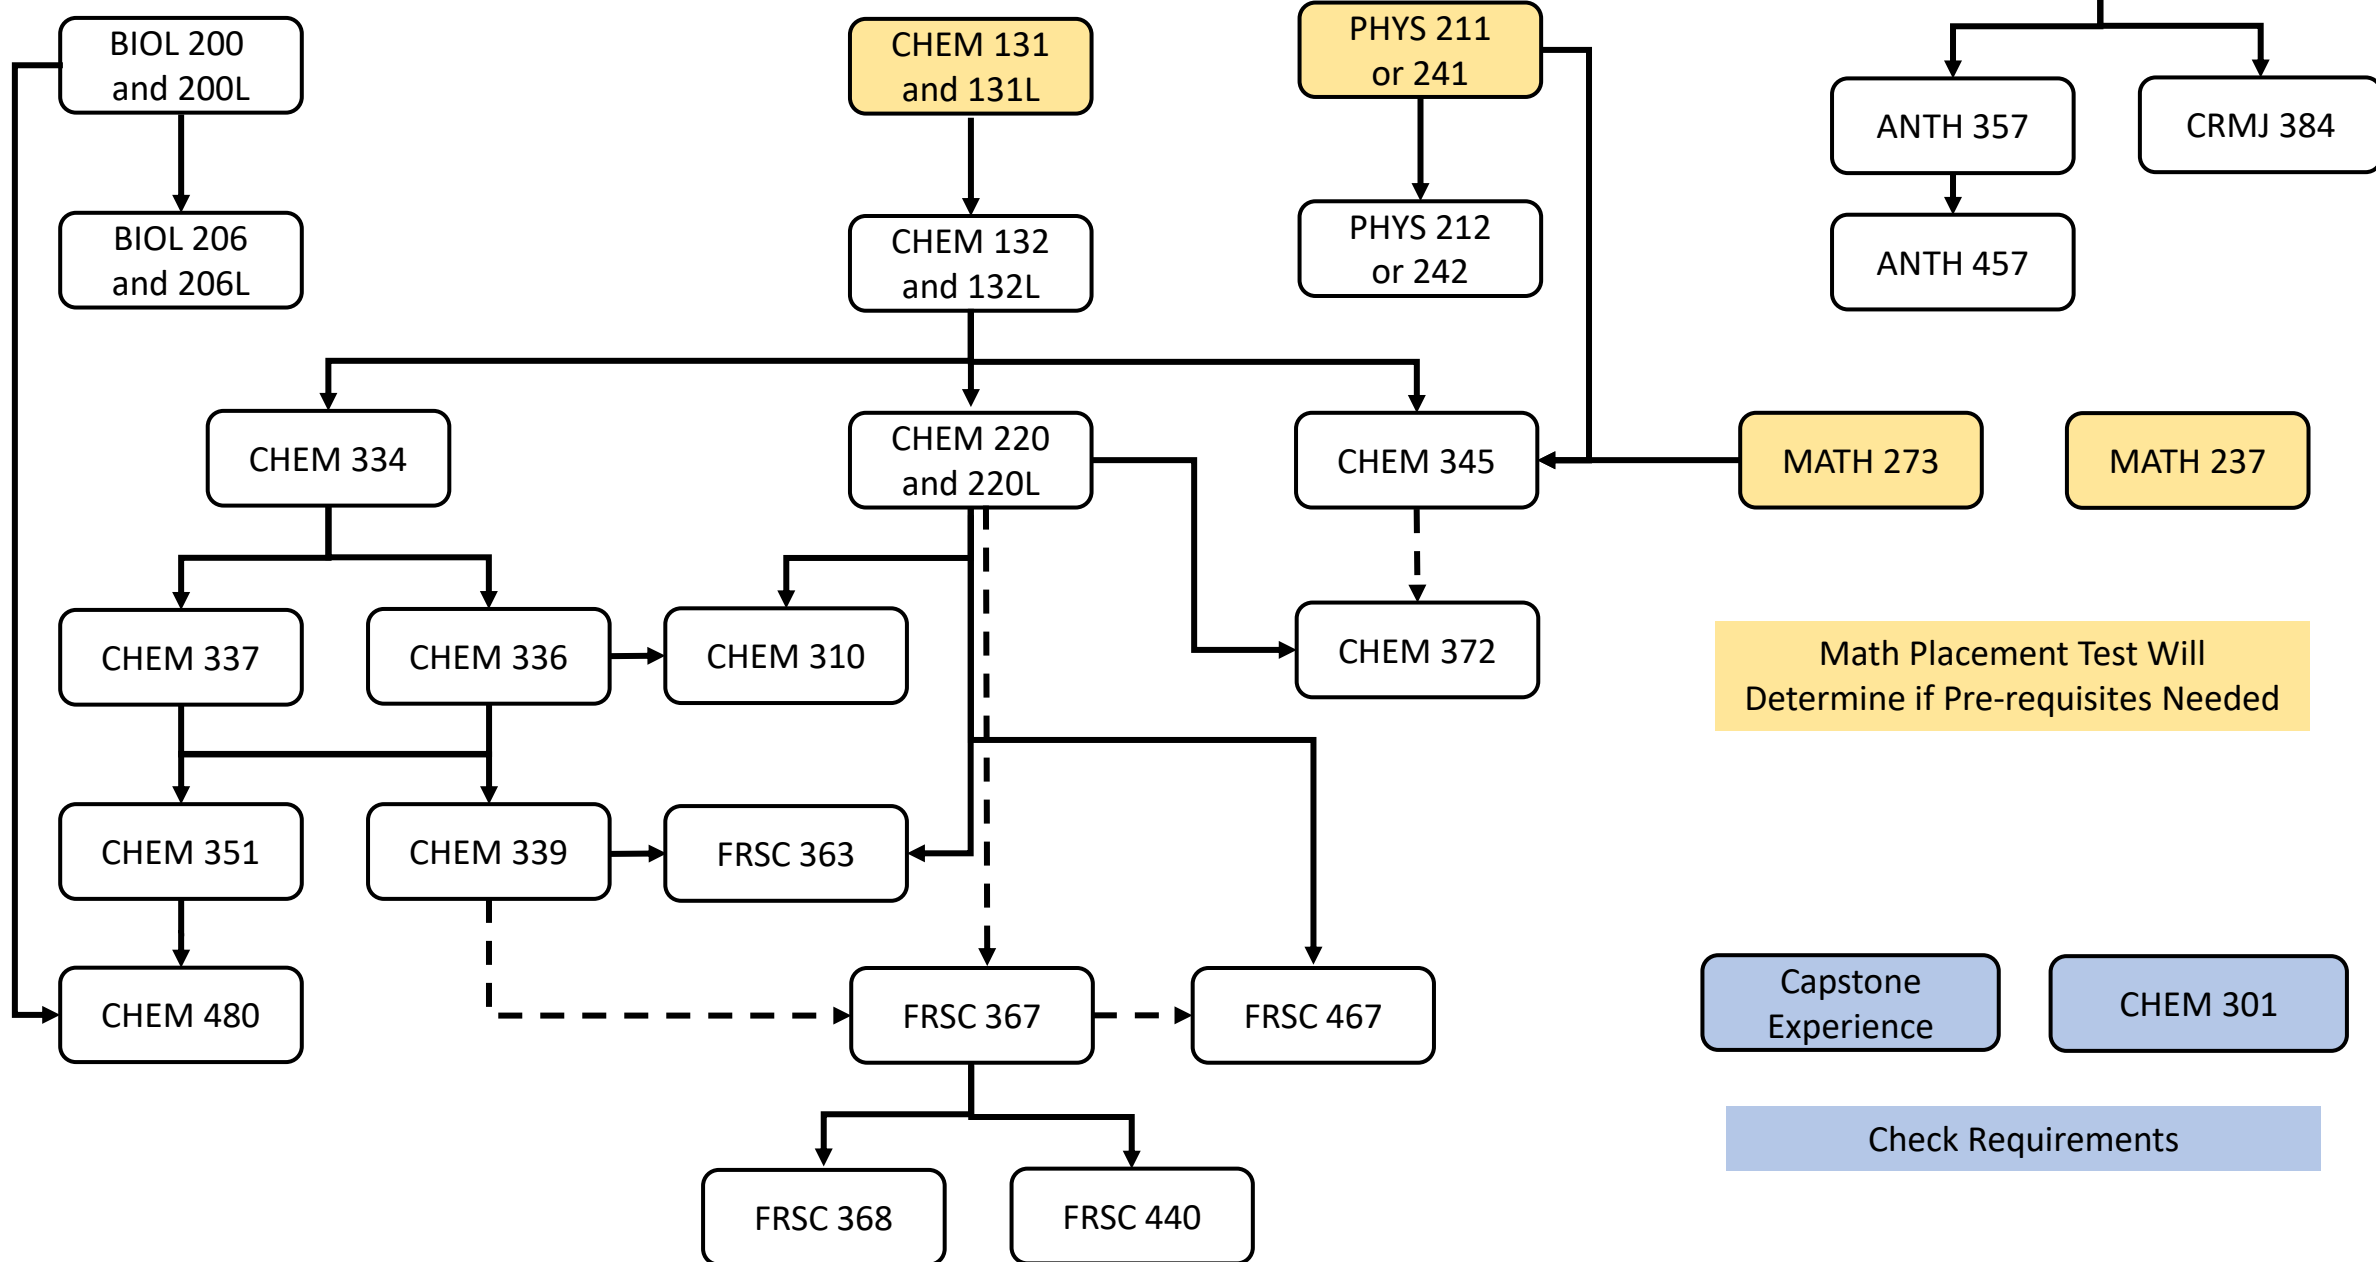 BIOL 200
and 200L
CHEM 131
and 131L
PHYS 211
or 241
ANTH 357
CRMJ 384
BIOL 206
and 206L
CHEM 132
and 132L
PHYS 212
or 242
ANTH 457
CHEM 334
CHEM 220
and 220L
CHEM 345
MATH 273
MATH 237
CHEM 337
CHEM 336
CHEM 310
CHEM 372
Math Placement Test Will
Determine if Pre-requisites Needed
CHEM 351
CHEM 339
FRSC 363
CHEM 480
FRSC 367
FRSC 467
Capstone
Experience
CHEM 301
Check Requirements
FRSC 368
FRSC 440